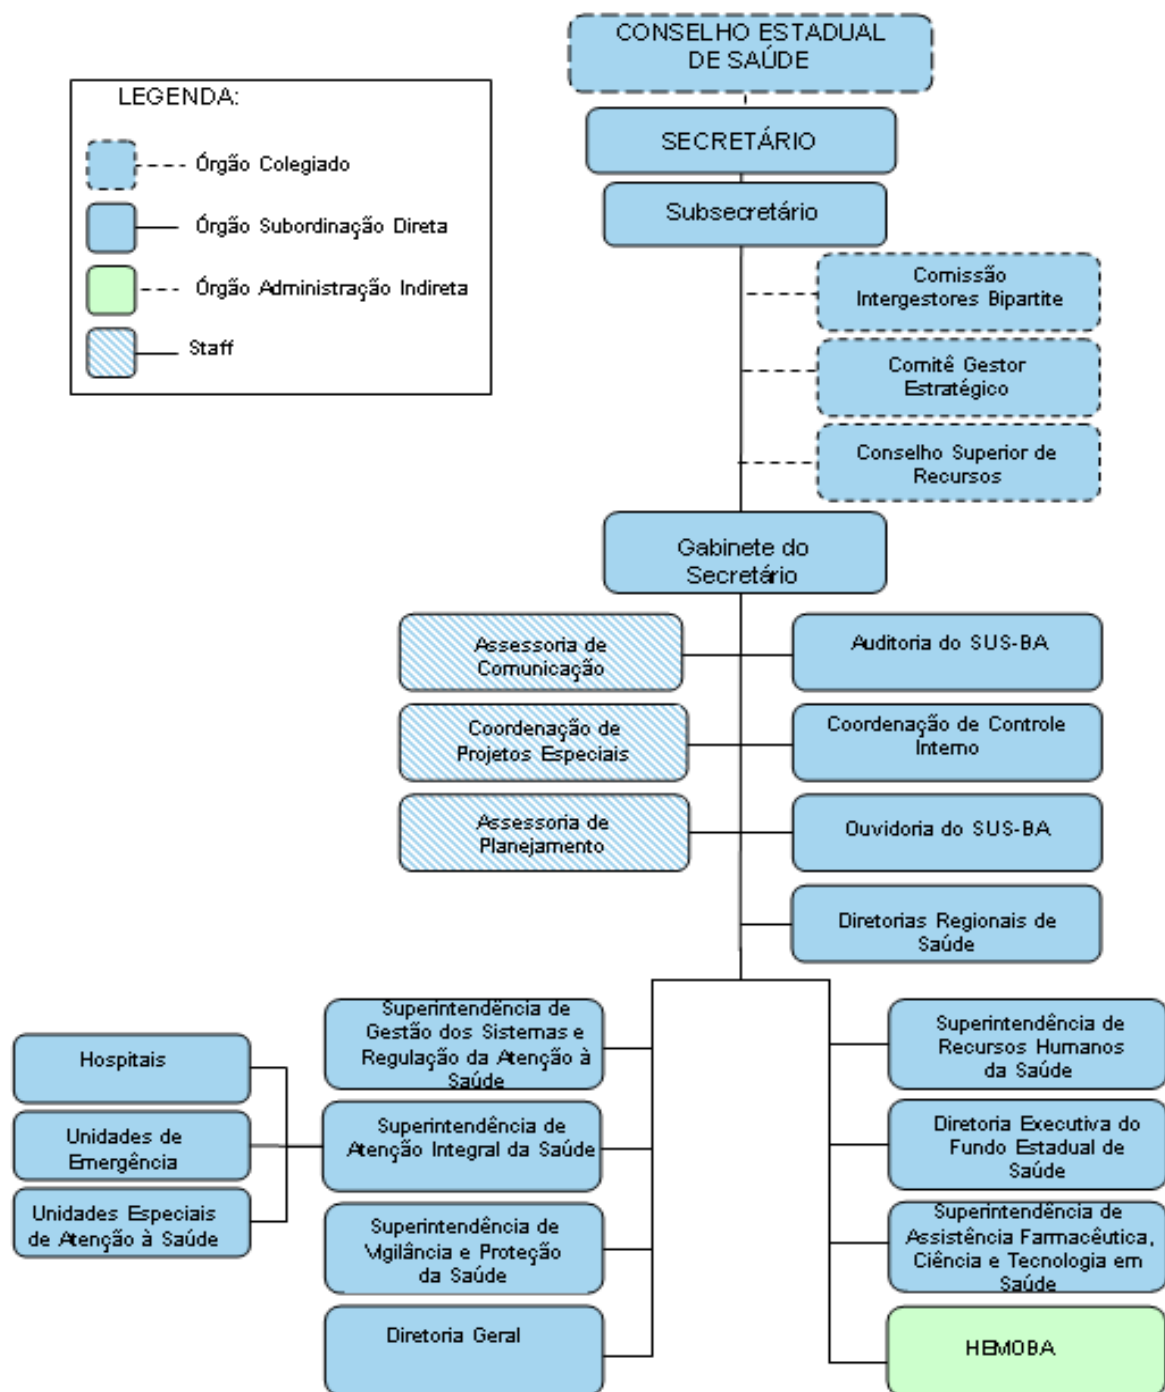 CONSELHO ESTADUAL
DE SAÚDE
LEGENDA:
Órgão Colegiado
Órgão Subordinação Direta
Órgão Administração Indireta
Staff
SECRETÁRIO
Subsecretário
Comissão
Intergestores Bipartite
Comitê Gestor
Estratégico
Conselho Superior de
Recursos
Gabinete do
Secretário
Assessoria de
Comunicação
Auditoria do SUS-BA
Coordenação de
Projetos Especiais
Coordenação de Controle
Interno
Assessoria de
Planejamento
Ouvidoria do SUS-BA
Diretorias Regionais de
Saúde
Superintendência de
Gestão dos Sistemas e
Regulação da Atenção à
Saúde
Superintendência de
Recursos Humanos
da Saúde
Hospitais
Unidades de
Emergência
Unidades Especiais
de Atenção à Saúde
Superintendência de
Atenção Integral da Saúde
Diretoria Executiva do
Fundo Estadual de
Saúde
Superintendência de
Vigilância e Proteção
da Saúde
Superintendência de
Assistência Farmacêutica,
Ciência e Tecnologia em
Saúde
Diretoria Geral
HEMOBA